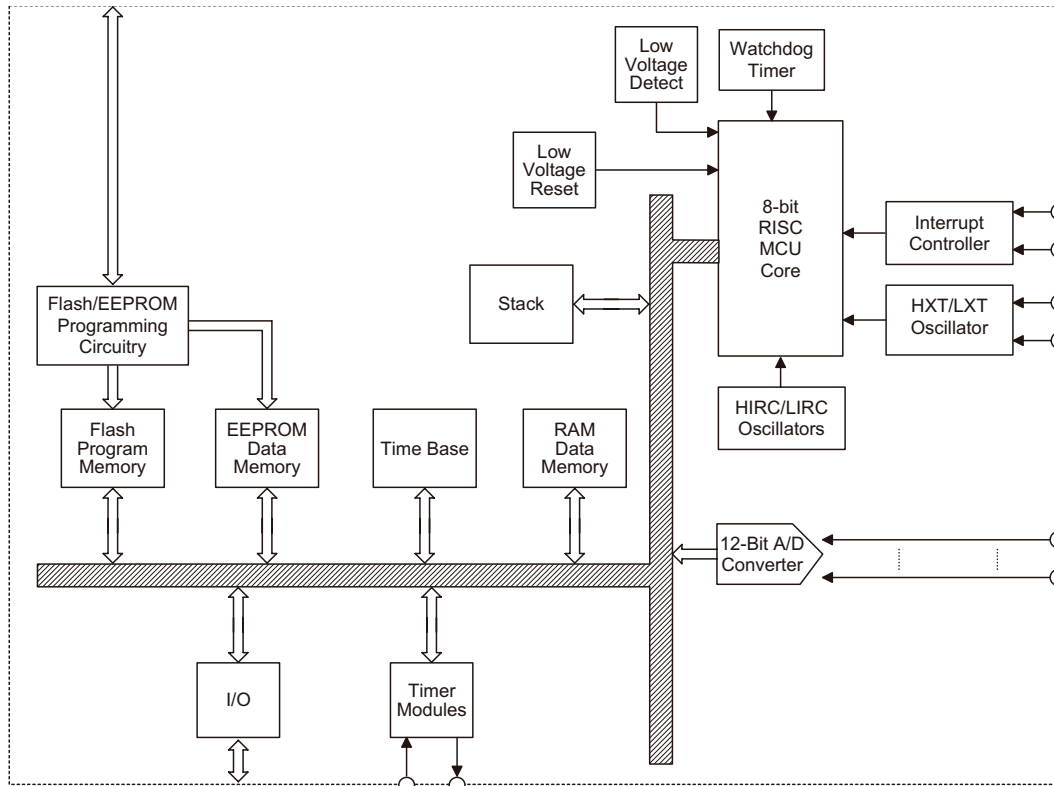 Low
Voltage
Detect
Watchdog
Timer
Low
Voltage
Reset
8-bit
RISC
MCU
Core
Interrupt
Controller
Flash/EEPROM
Programming
Circuitry
Stack
HXT/LXT
Oscillator
HIRC/LIRC
Oscillators
Flash
Program
Memory
EEPROM
Data
Memory
Time Base
RAM
Data
Memory
12-Bit A/D
Converter
I/O
Timer
Modules